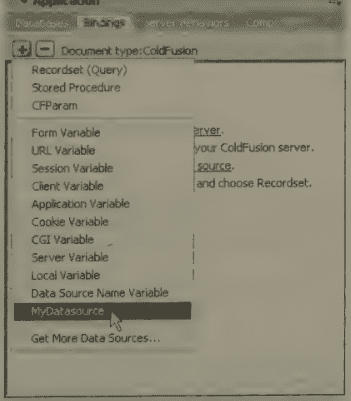 Application
Databases Bindings Server Behaviors Compo
Document type:ColdFusion
Recordset (Query)
Stored Procedure
CFParam
Form Variable
erver.
URL Variable
your ColdFusion server.
Session Variable
source.
Client Variable
and choose Recordset.
Application Variable
Cookie Variable
CGI Variable
Server Variable
Local Variable
Data Source Name Variable
MyDatasource
Get More Data Sources...